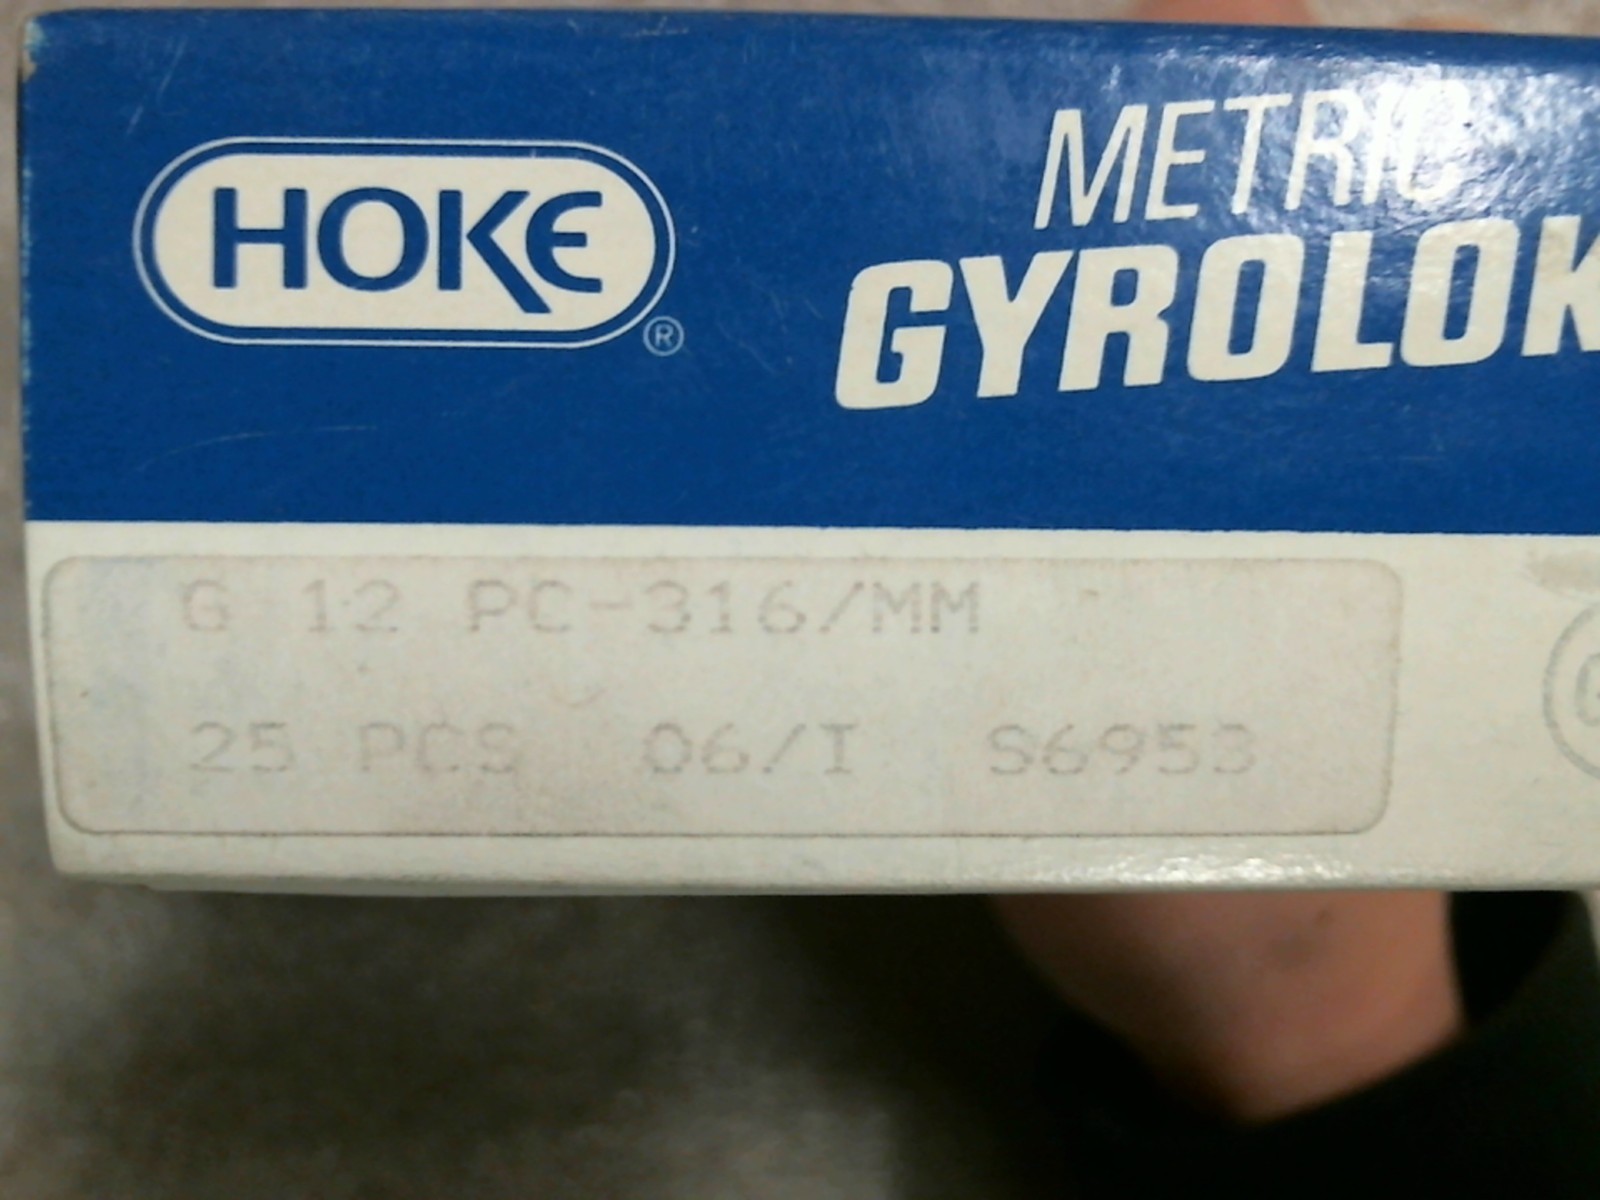 HOKE
®
METRIC
GYROLOK
G 12 PC-316/MM
25 PCS 06/I S6953